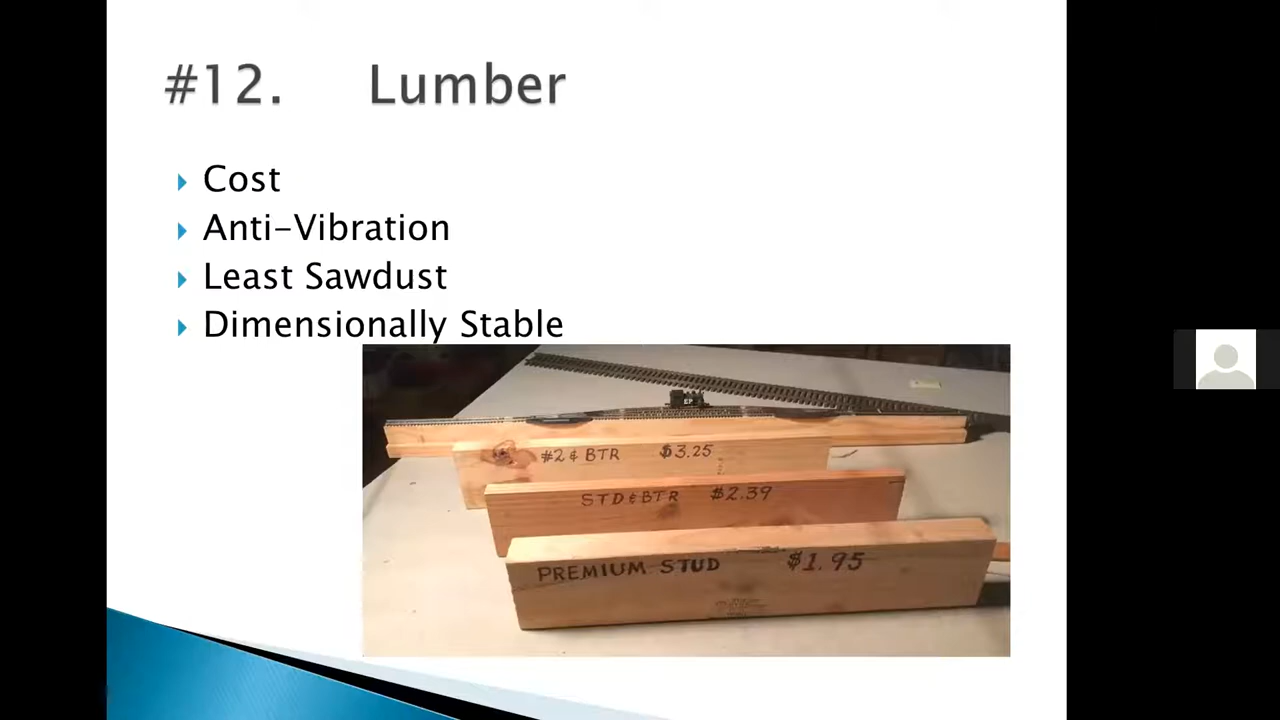 #12. Lumber
Cost
Anti-Vibration
Least Sawdust
Dimensionally Stable
EP
#2 & BTR $3.25
STD & BTR $2.39
PREMIUM STUD $1.95